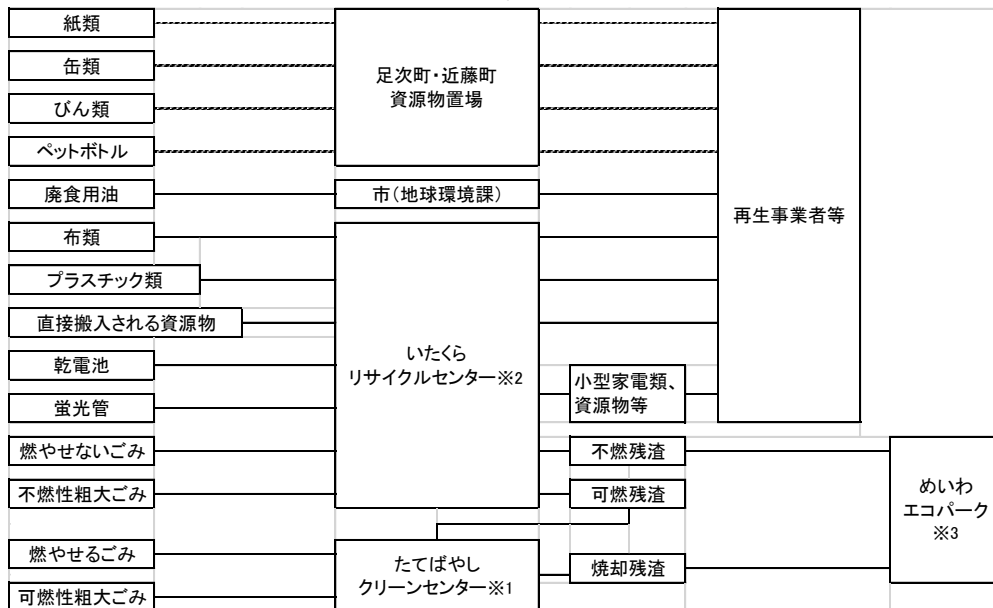 紙類
缶類
びん類
ペットボトル
廃食用油
布類
プラスチック類
直接搬入される資源物
乾電池
蛍光管
燃やせないごみ
不燃性粗大ごみ
燃やせるごみ
可燃性粗大ごみ
足次町・近藤町
資源物置場
市(地球環境課)
いたくら
リサイクルセンター※2
たてばやし
クリーンセンター※1
小型家電類、
資源物等
不燃残渣
可燃残渣
焼却残渣
再生事業者等
めいわ
エコパーク
※3